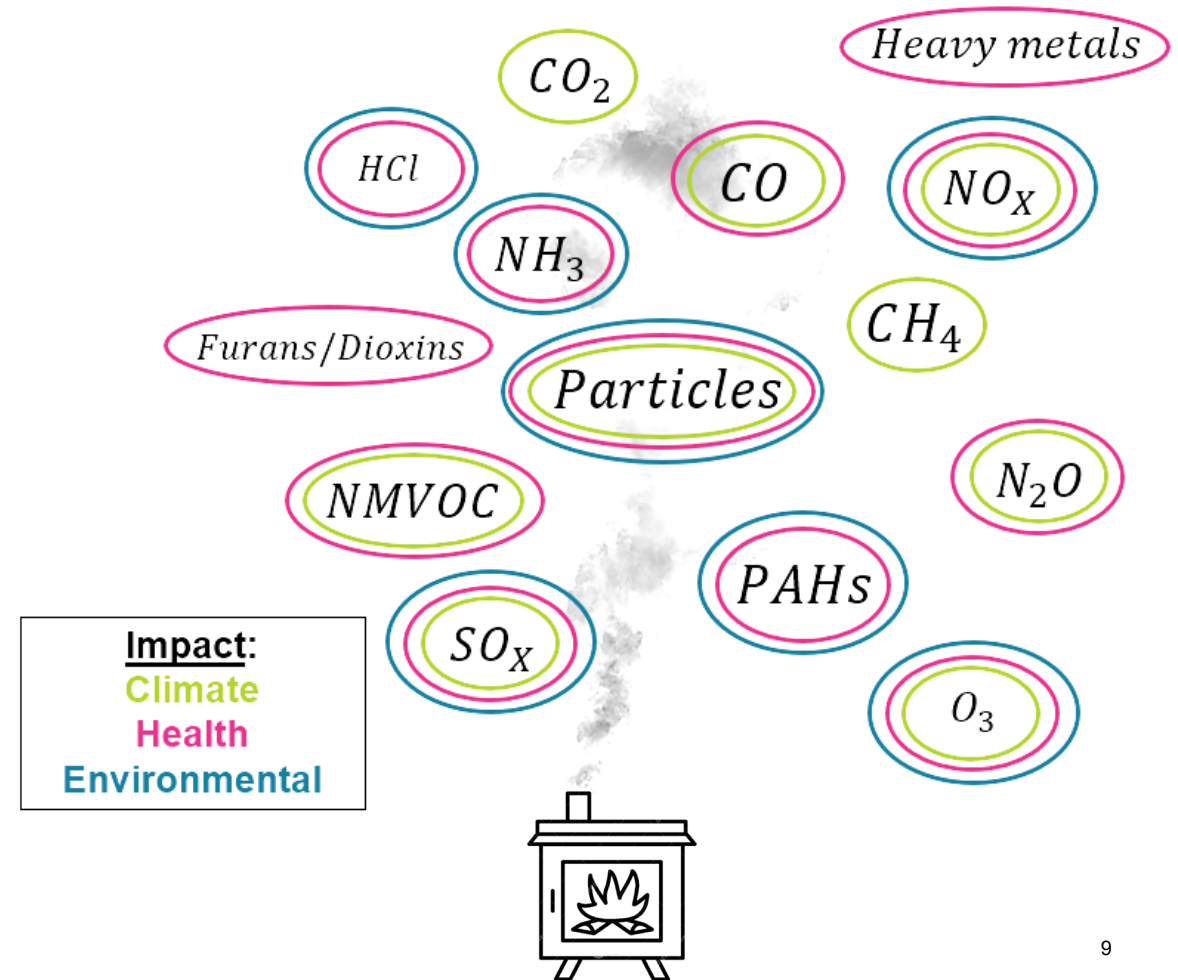 Heavy metals
CO₂
HCl
CO
NOₓ
NH₃
CH₄
Furans/Dioxins
Particles
NMVOC
N₂O
PAHs
SOₓ
O₃
Impact:
Climate
Health
Environmental
9